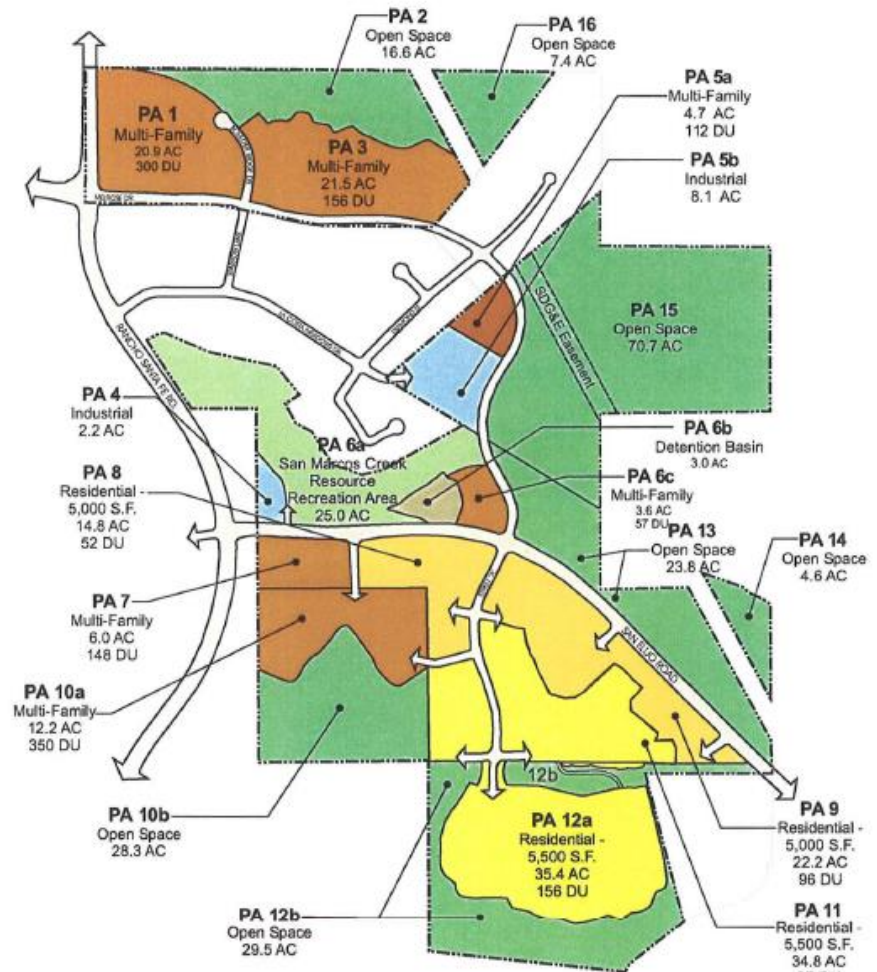 PA 2
Open Space
16.6 AC
PA 16
Open Space
7.4 AC
PA 5a
Multi-Family
4.7 AC
112 DU
PA 5b
Industrial
8.1 AC
PA 1
Multi-Family
20.9 AC
300 DU
PA 3
Multi-Family
21.5 AC
156 DU
SDG&E Easement
PA 15
Open Space
70.7 AC
RANCHO SANTA FE RD.
PA 4
Industrial
2.2 AC
PA 6a
San Marcos Creek
Resource
Recreation Area
25.0 AC
PA 6b
Detention Basin
3.0 AC
PA 8
Residential -
5,000 S.F.
14.8 AC
52 DU
PA 6c
Multi-Family
3.6 AC
57 DU
PA 13
Open Space
23.8 AC
PA 14
Open Space
4.6 AC
PA 7
Multi-Family
6.0 AC
148 DU
SAN ELIJO ROAD
PA 10a
Multi-Family
12.2 AC
350 DU
12b
PA 10b
Open Space
28.3 AC
PA 12a
Residential -
5,500 S.F.
35.4 AC
156 DU
PA 9
Residential -
5,000 S.F.
22.2 AC
96 DU
PA 12b
Open Space
29.5 AC
PA 11
Residential -
5,500 S.F.
34.8 AC